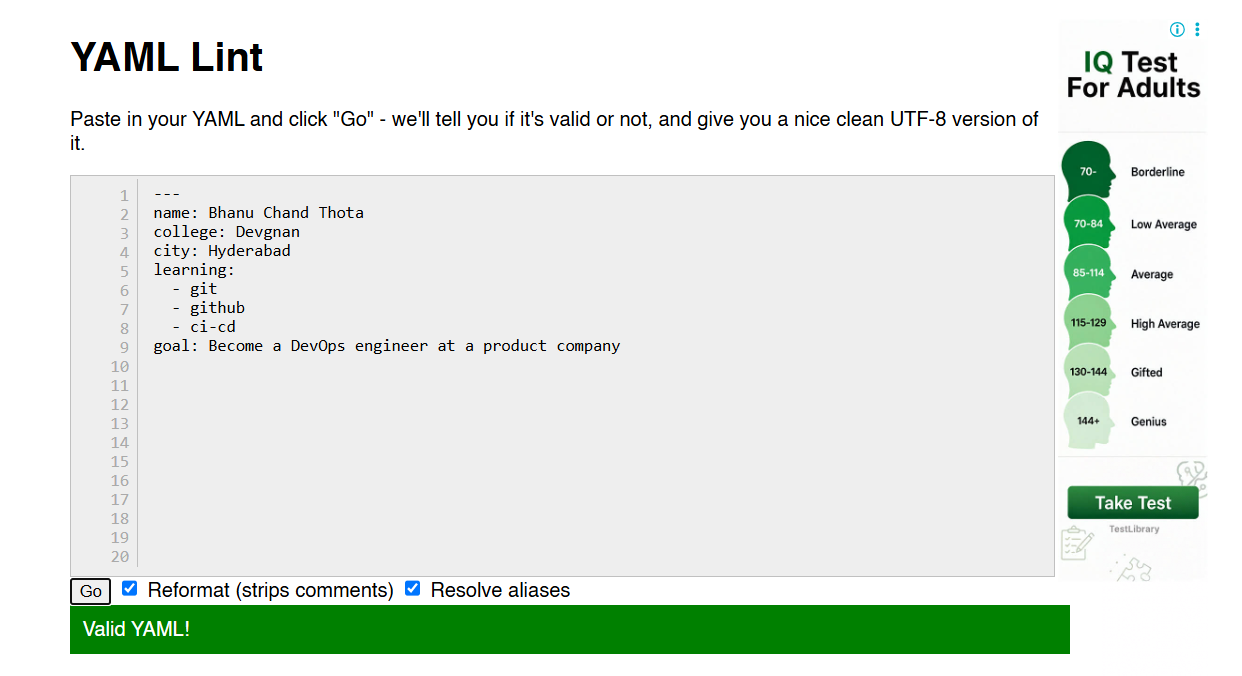 YAML Lint
Paste in your YAML and click "Go" - we'll tell you if it's valid or not, and give you a nice clean UTF-8 version of
it.
1 ---
2 name: Bhanu Chand Thota
3 college: Devgnan
4 city: Hyderabad
5 learning:
6 - git
7 - github
8 - ci-cd
9 goal: Become a DevOps engineer at a product company
10
11
12
13
14
15
16
17
18
19
20
Go Reformat (strips comments) Resolve aliases
Valid YAML!
IQ Test
For Adults
70- Borderline
70-84 Low Average
85-114 Average
115-129 High Average
130-144 Gifted
144+ Genius
Take Test
TestLibrary